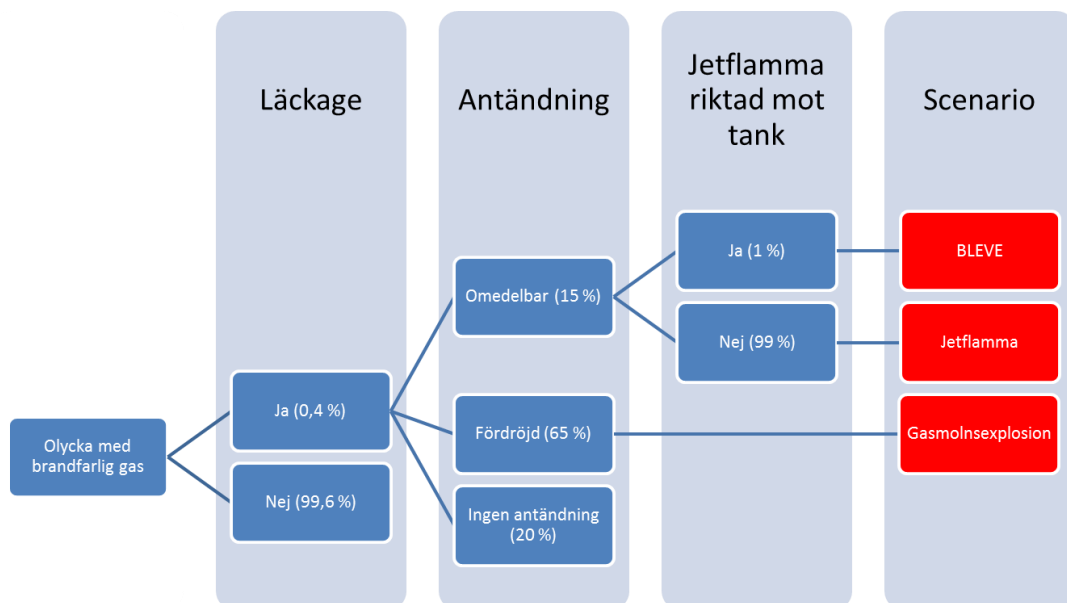 Läckage
Antändning
Jetflamma
riktad mot
tank
Scenario
Ja (1 %)
BLEVE
Omedelbar (15 %)
Nej (99 %)
Jetflamma
Ja (0,4 %)
Fördröjd (65 %)
Gasmolnsexplosion
Olycka med
brandfarlig gas
Nej (99,6 %)
Ingen antändning
(20 %)